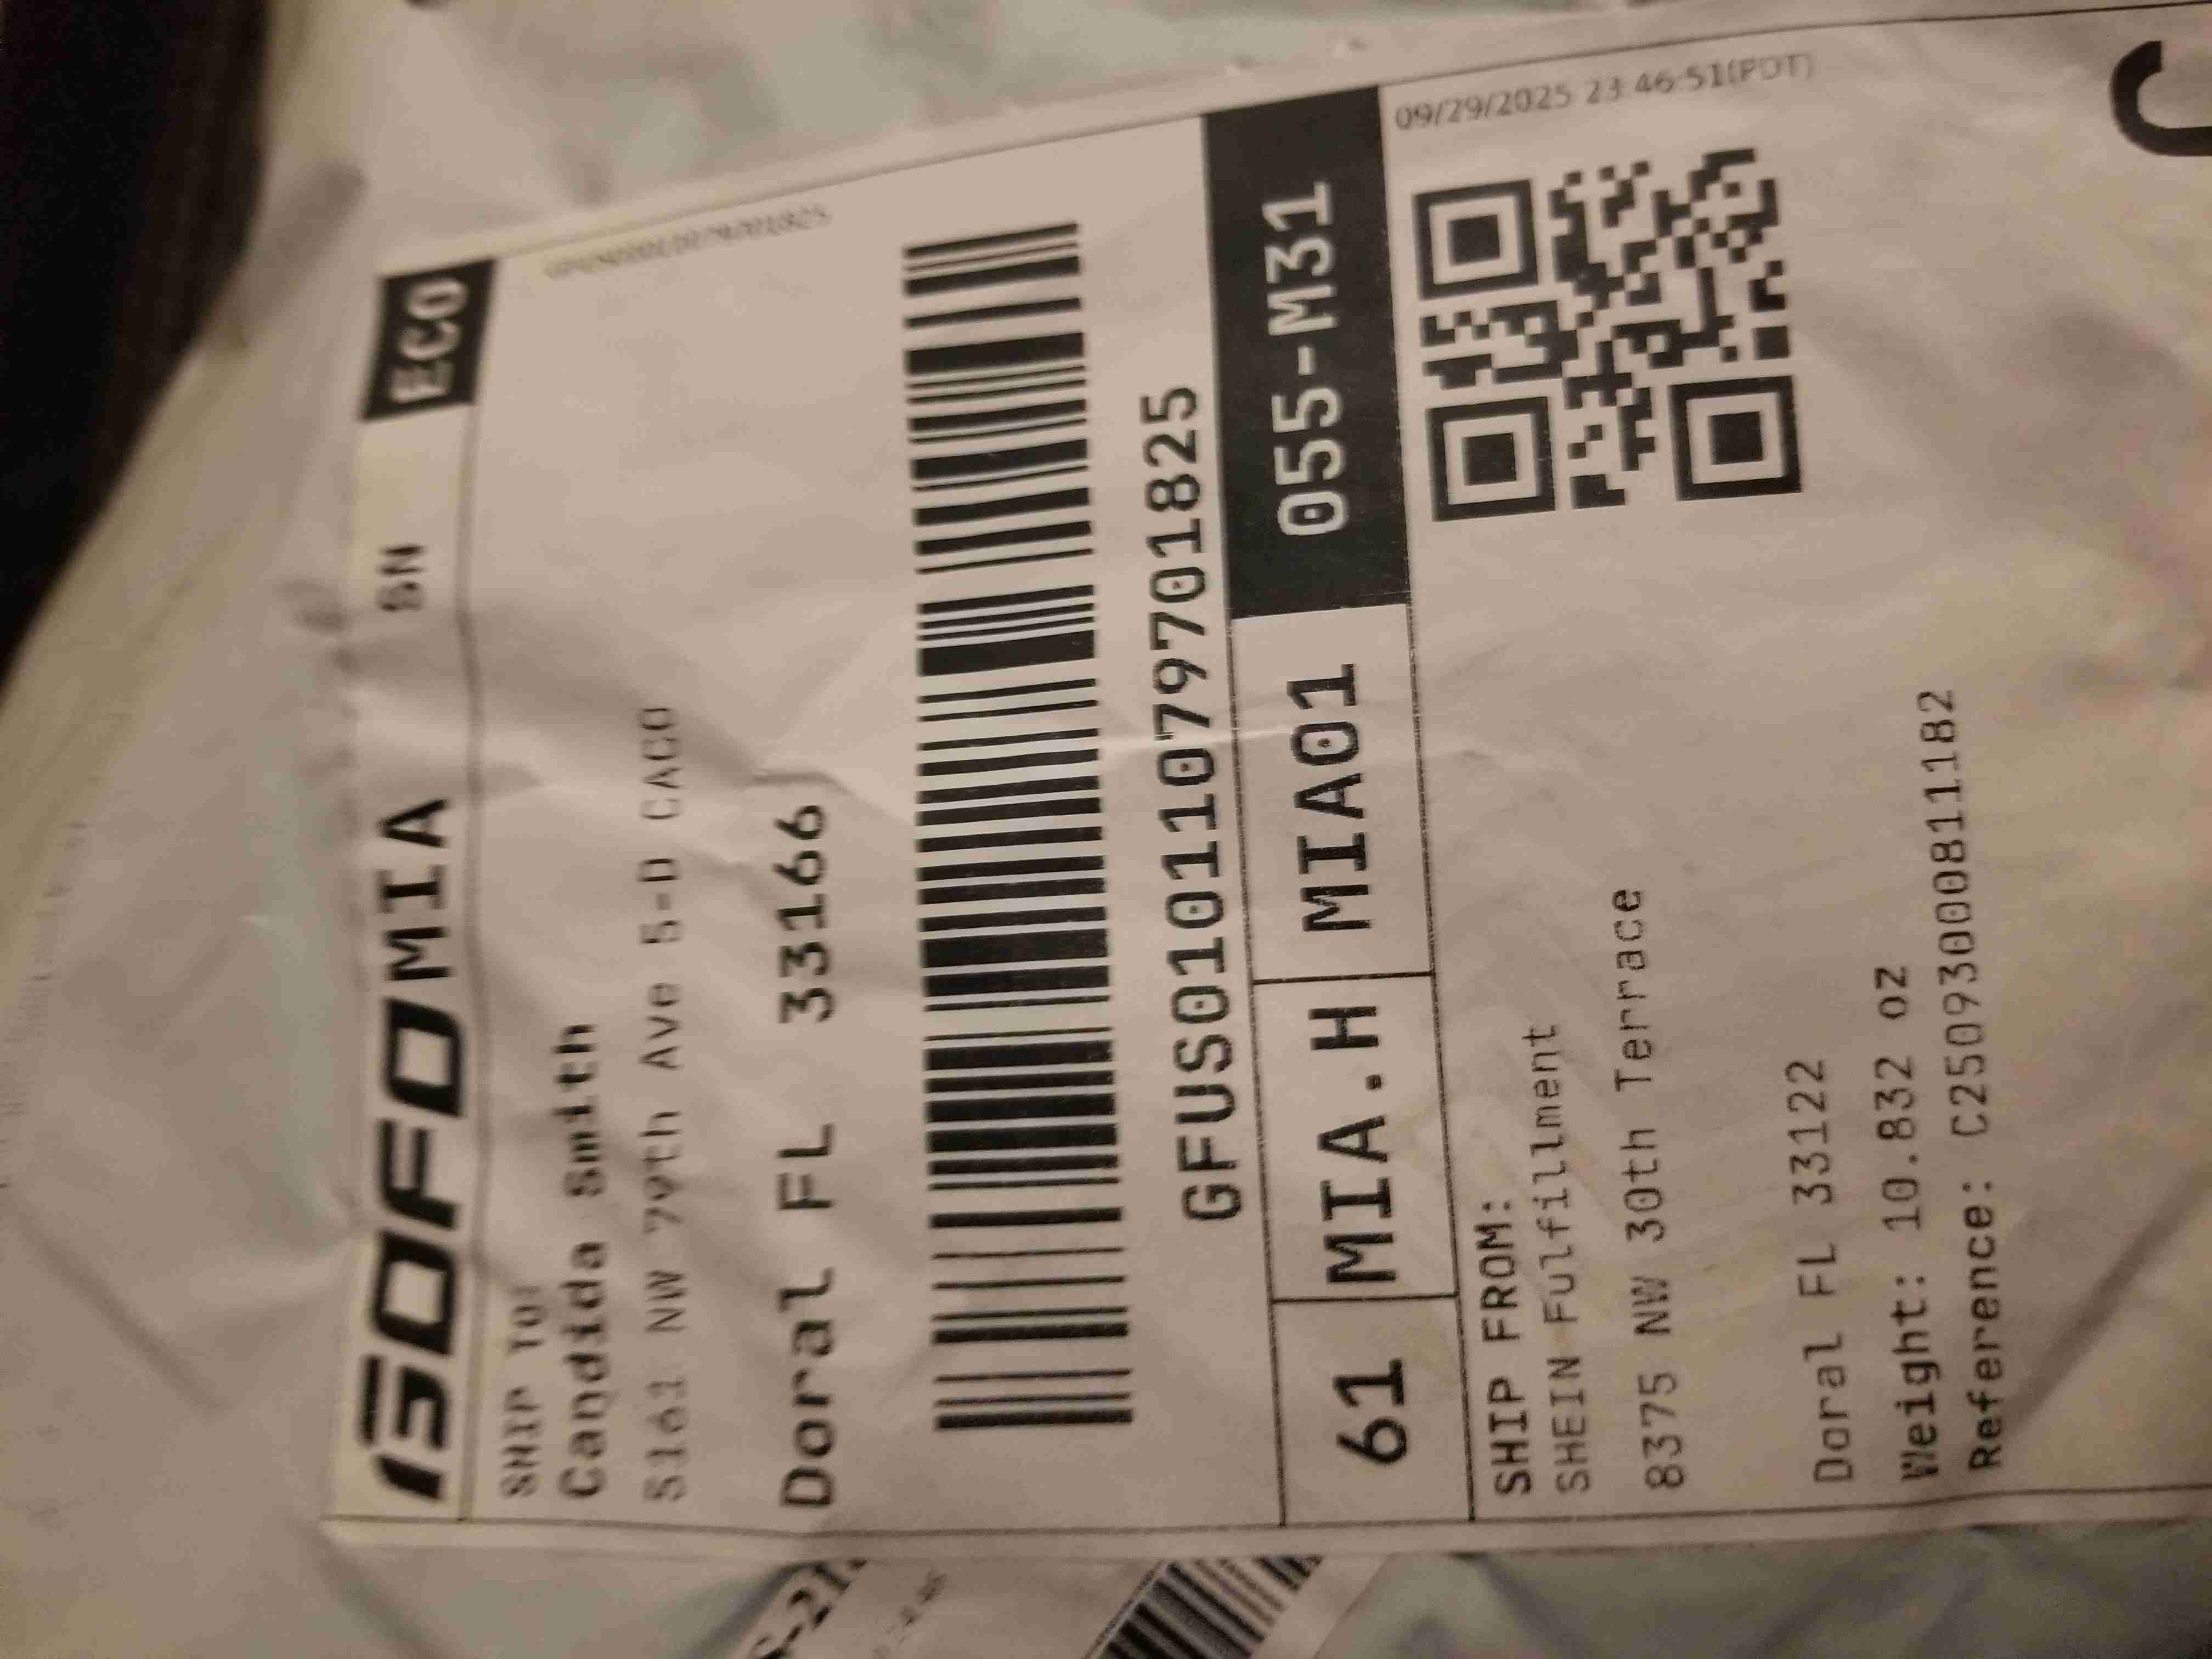 GOFO MIA SN ECO
SHIP TO:
Candida Smith
5161 NW 79th Ave 5-D CACO
Doral FL 33166
GFUS01011079701825
61 MIA.H MIA01 055-M31
09/29/2025 23:46:51(PDT)
SHIP FROM:
SHEIN Fulfillment
8375 NW 30th Terrace
Doral FL 33122
Weight: 10.832 oz
Reference: C25093000811182